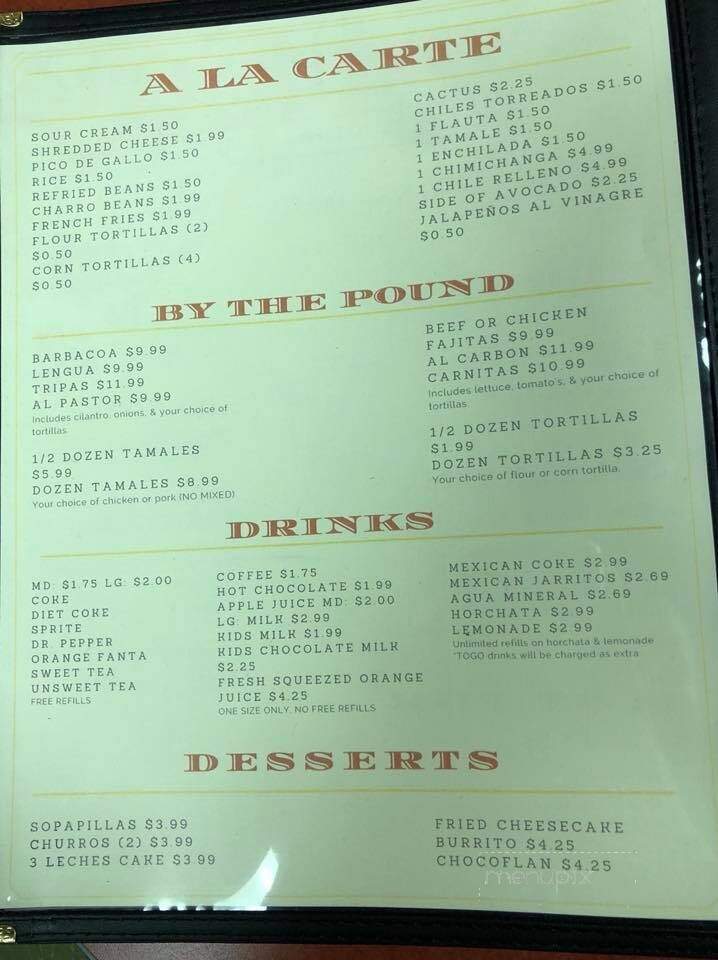 A LA CARTE
SOUR CREAM $1.50
SHREDDED CHEESE $1.99
PICO DE GALLO $1.50
RICE $1.50
REFRIED BEANS $1.50
CHARRO BEANS $1.99
FRENCH FRIES $1.99
FLOUR TORTILLAS (2)
$0.50
CORN TORTILLAS (4)
$0.50
CACTUS $2.25
CHILES TORREADOS $1.50
1 FLAUTA $1.50
1 TAMALE $1.50
1 ENCHILADA $1.50
1 CHIMICHANGA $4.99
1 CHILE RELLENO $4.99
SIDE OF AVOCADO $2.25
JALAPEÑOS AL VINAGRE
$0.50
BY THE POUND
BARBACOA $9.99
LENGUA $9.99
TRIPAS $11.99
AL PASTOR $9.99
Includes cilantro, onions, & your choice of
tortillas.
1/2 DOZEN TAMALES
$5.99
DOZEN TAMALES $8.99
Your choice of chicken or pork (NO MIXED)
BEEF OR CHICKEN
FAJITAS $9.99
AL CARBON $11.99
CARNITAS $10.99
Includes lettuce, tomato's, & your choice of
tortillas.
1/2 DOZEN TORTILLAS
$1.99
DOZEN TORTILLAS $3.25
Your choice of flour or corn tortilla.
DRINKS
MD: $1.75 LG: $2.00
COKE
DIET COKE
SPRITE
DR. PEPPER
ORANGE FANTA
SWEET TEA
UNSWEET TEA
FREE REFILLS
COFFEE $1.75
HOT CHOCOLATE $1.99
APPLE JUICE MD: $2.00
LG: MILK $2.99
KIDS MILK $1.99
KIDS CHOCOLATE MILK
$2.25
FRESH SQUEEZED ORANGE
JUICE $4.25
ONE SIZE ONLY, NO FREE REFILLS
MEXICAN COKE $2.99
MEXICAN JARRITOS $2.69
AGUA MINERAL $2.69
HORCHATA $2.99
LEMONADE $2.99
Unlimited refills on horchata & lemonade
*TOGO drinks will be charged as extra
DESSERTS
SOPAPILLAS $3.99
CHURROS (2) $3.99
3 LECHES CAKE $3.99
FRIED CHEESECAKE
BURRITO $4.25
CHOCOFLAN $4.25
menupix